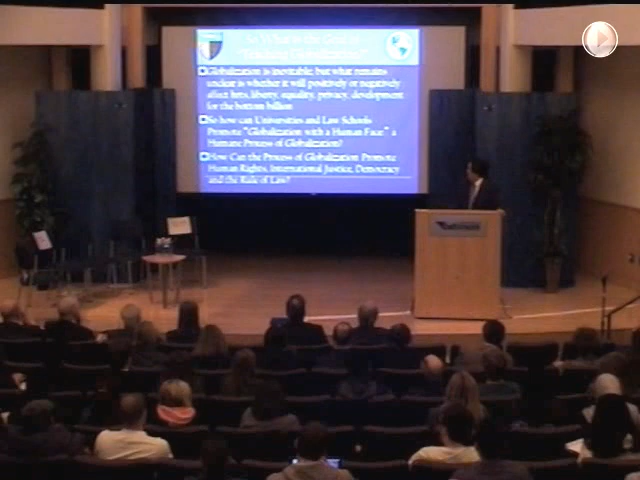 So What is the Goal of
"Teaching Globalization?"
Globalization is inevitable, but what remains
unclear is whether it will positively or negatively
affect lives, liberty, equality, privacy, development
for the bottom billion
So how can Universities and Law Schools
Promote "Globalization with a Human Face," a
Humane Process of Globalization?
How Can the Process of Globalization Promote
Human Rights, International Justice, Democracy
and the Rule of Law?